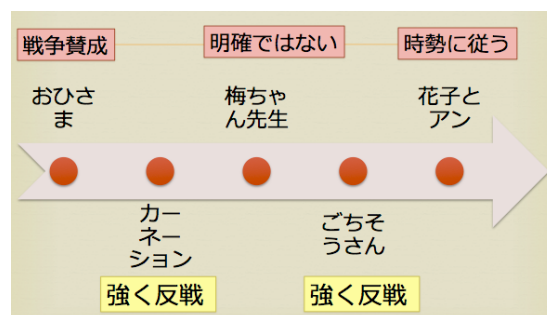 戦争賛成
明確ではない
時勢に従う
おひさ
ま
梅ちゃ
ん先生
花子と
アン
カー
ネー
ション
ごちそ
うさん
強く反戦
強く反戦